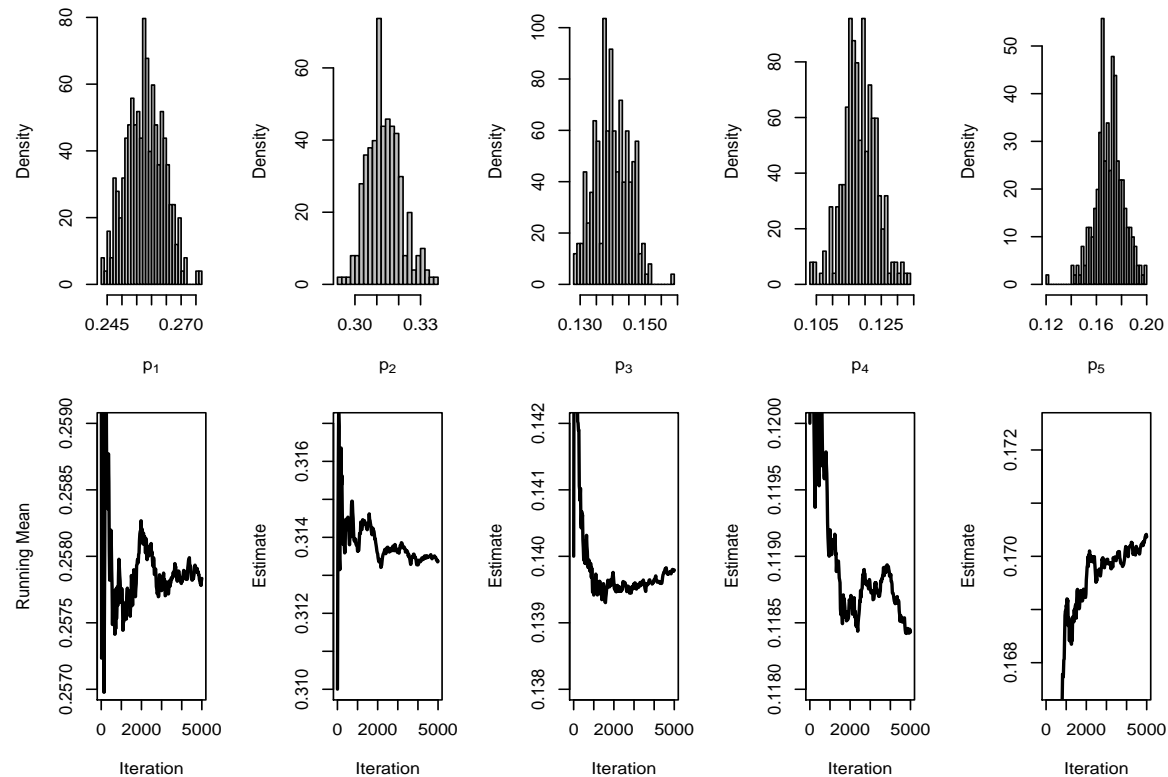 Density
0 20 40 60 80
0.245 0.270
p1
Density
0 20 40 60
0.30 0.33
p2
Density
0 20 40 60 80 100
0.130 0.150
p3
Density
0 20 40 60 80
0.105 0.125
p4
Density
0 10 20 30 40 50
0.12 0.16 0.20
p5
Running Mean
0.2570 0.2575 0.2580 0.2585 0.2590
0 2000 5000
Iteration
Estimate
0.310 0.312 0.314 0.316
0 2000 5000
Iteration
Estimate
0.138 0.139 0.140 0.141 0.142
0 2000 5000
Iteration
Estimate
0.1180 0.1185 0.1190 0.1195 0.1200
0 2000 5000
Iteration
Estimate
0.168 0.170 0.172
0 2000 5000
Iteration